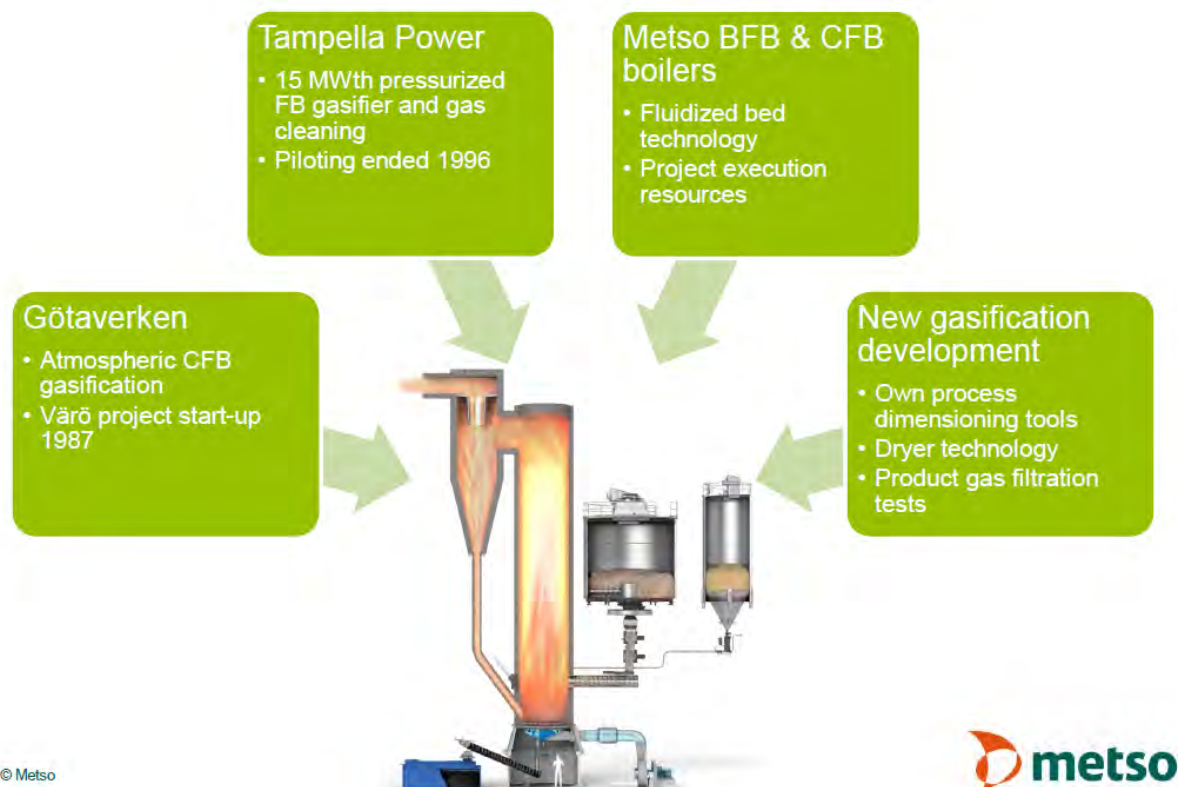 Tampella Power
• 15 MWth pressurized
FB gasifier and gas
cleaning
• Piloting ended 1996
Metso BFB & CFB
boilers
• Fluidized bed
technology
• Project execution
resources
Götaverken
• Atmospheric CFB
gasification
• Värö project start-up
1987
New gasification
development
• Own process
dimensioning tools
• Dryer technology
• Product gas filtration
tests
© Metso
metso